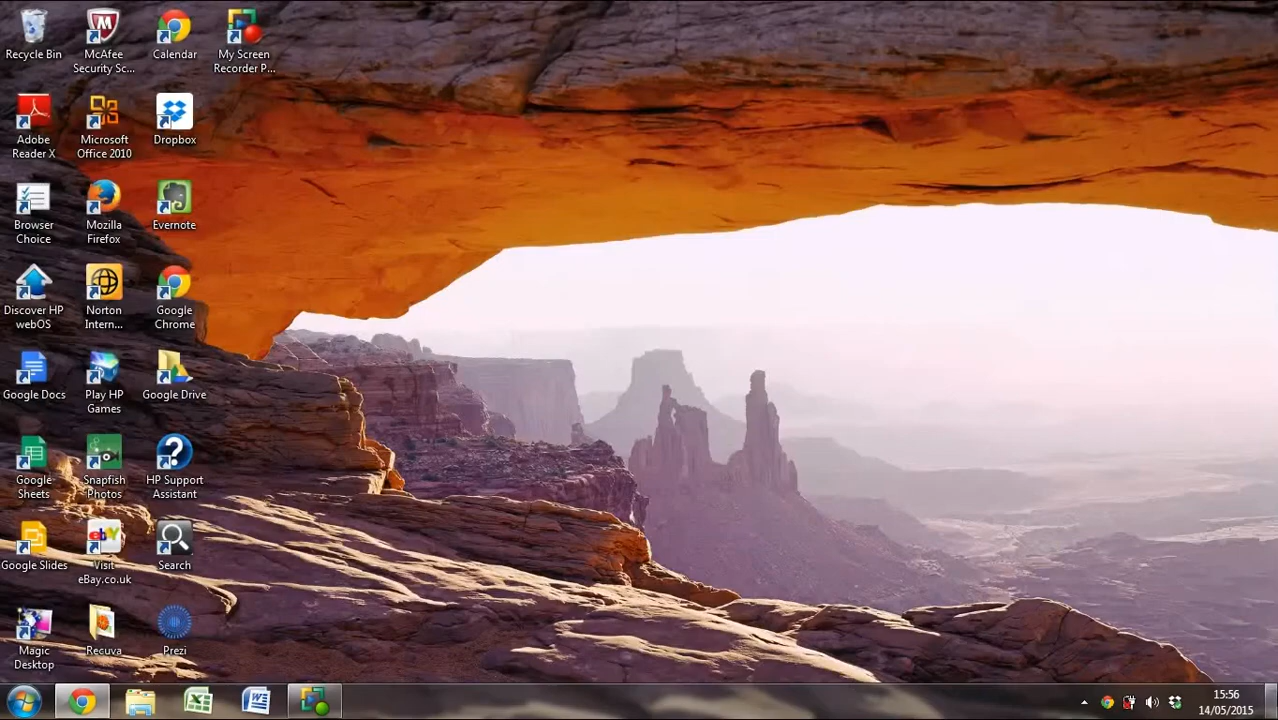 Recycle Bin
McAfee
Security Sc...
Calendar
My Screen
Recorder P...
Adobe
Reader X
Microsoft
Office 2010
Dropbox
Browser
Choice
Mozilla
Firefox
Evernote
Discover HP
webOS
Norton
Intern...
Google
Chrome
Google Docs
Play HP
Games
Google Drive
Google
Sheets
Snapfish
Photos
HP Support
Assistant
Google Slides
ebY
Visit
eBay.co.uk
Search
Magic
Desktop
Recuva
Prezi
15:56
14/05/2015